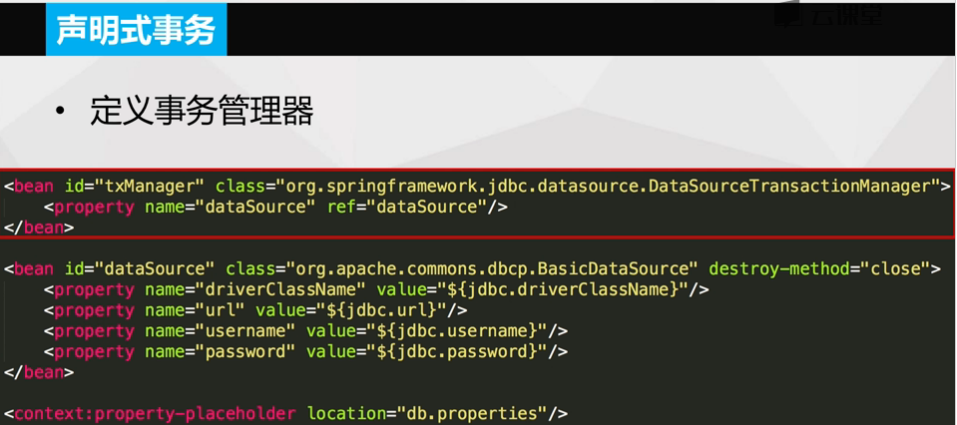 云课堂
声明式事务
• 定义事务管理器
<bean id="txManager" class="org.springframework.jdbc.datasource.DataSourceTransactionManager">
    <property name="dataSource" ref="dataSource"/>
</bean>
<bean id="dataSource" class="org.apache.commons.dbcp.BasicDataSource" destroy-method="close">
    <property name="driverClassName" value="${jdbc.driverClassName}"/>
    <property name="url" value="${jdbc.url}"/>
    <property name="username" value="${jdbc.username}"/>
    <property name="password" value="${jdbc.password}"/>
</bean>
<context:property-placeholder location="db.properties"/>